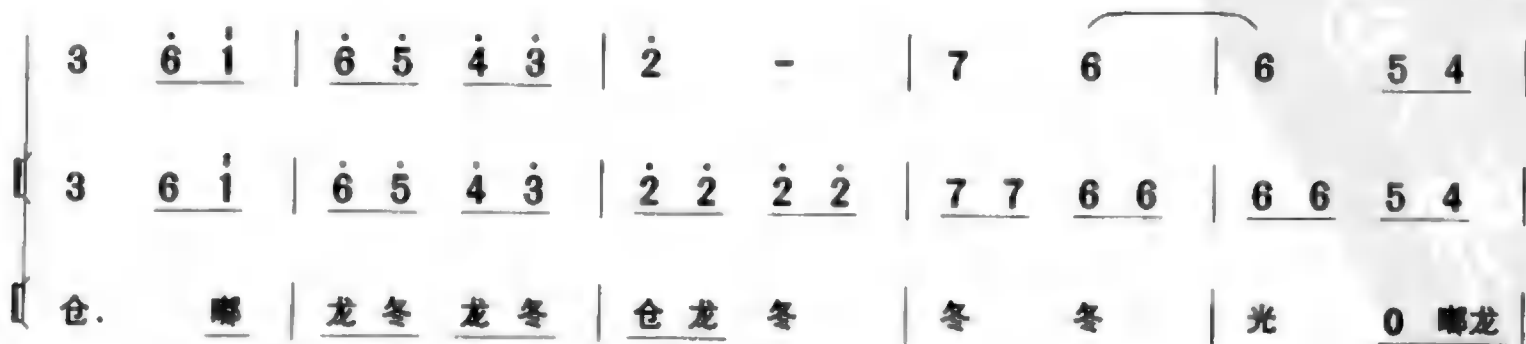 3 6̇ 1̇ | 6̇ 5̇ 4̇ 3̇ | 2̇ - | 7 6 | 6 5 4 |
3 6 1̇ | 6̇ 5̇ 4̇ 3̇ | 2̇ 2̇ 2̇ 2̇ | 7 7 6 6 | 6 6 5 4 |
仓. 嘟 | 龙 冬 龙 冬 | 仓 龙 冬 | 冬 冬 | 光 0 嘟龙 |